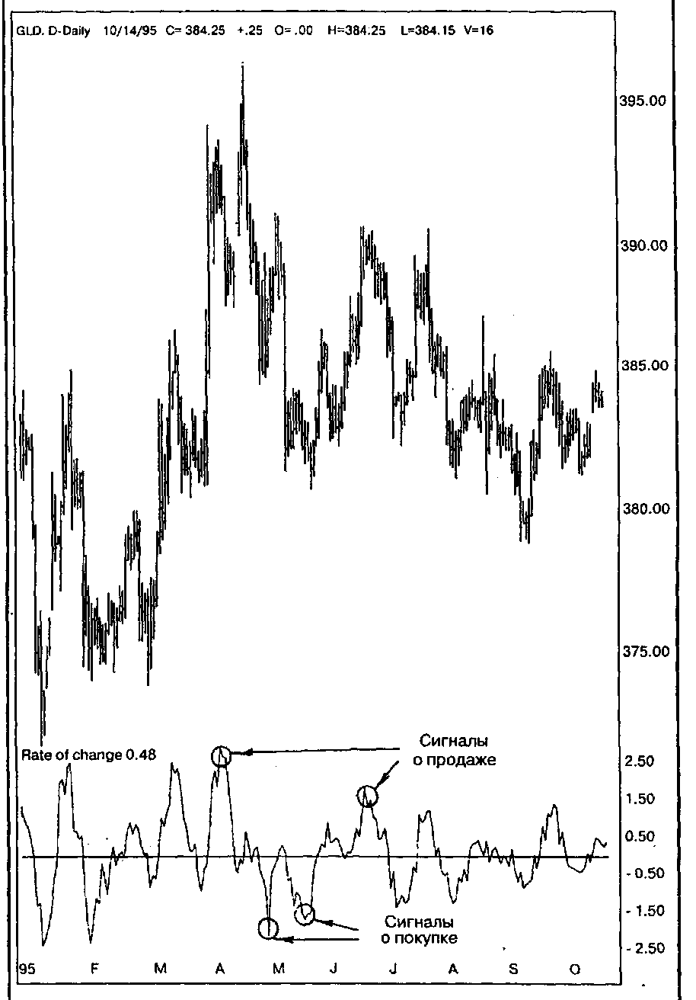 GLD. D-Daily 10/14/95 C= 384.25 +.25 O= .00 H=384.25 L=384.15 V=16
395.00
390.00
385.00
380.00
375.00
Rate of change 0.48
Сигналы
о продаже
2.50
1.50
0.50
- 0.50
- 1.50
- 2.50
Сигналы
о покупке
95 F M A M J J A S O